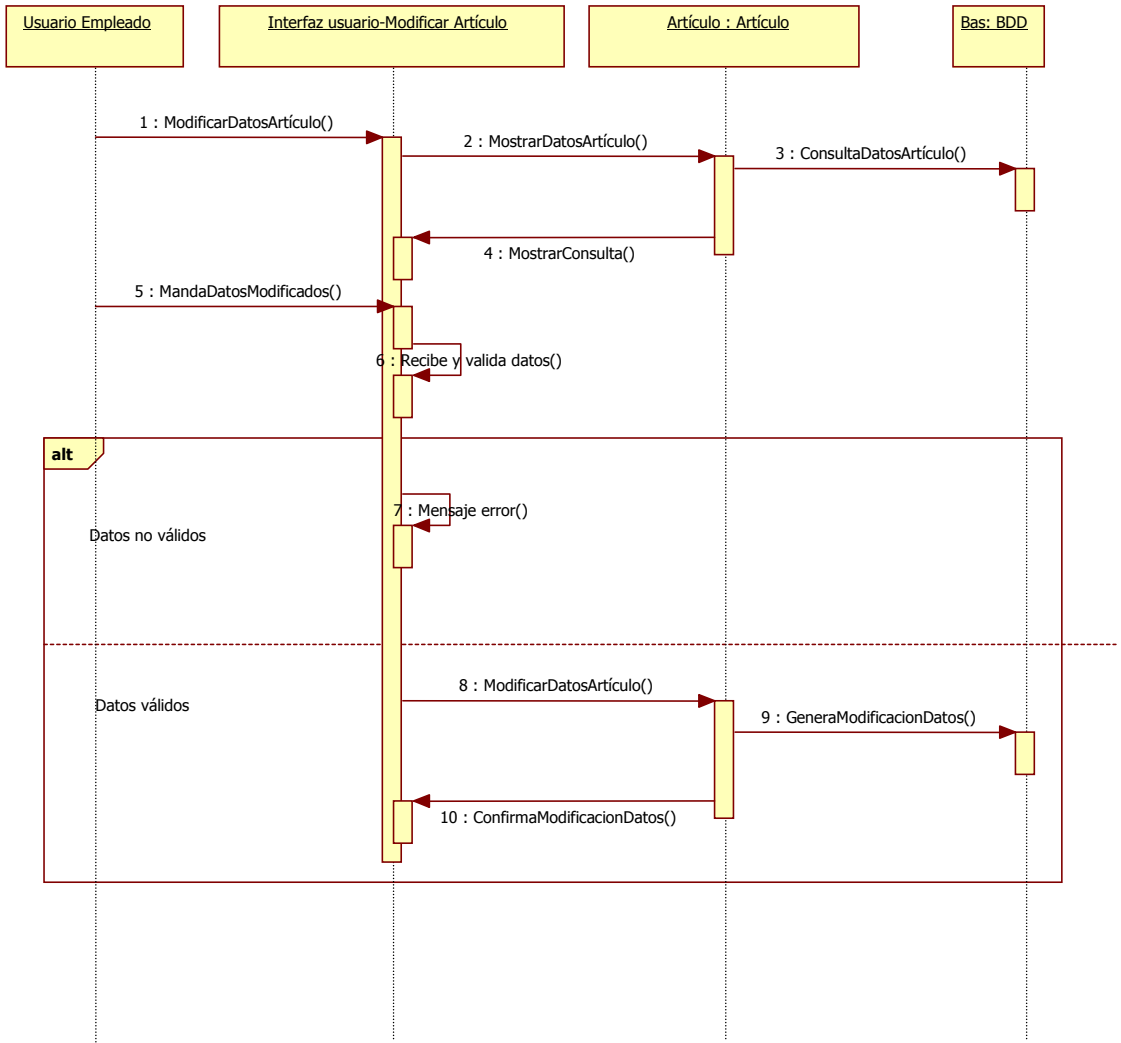 Usuario Empleado
Interfaz usuario-Modificar Artículo
Artículo : Artículo
Bas: BDD
1 : ModificarDatosArtículo()
2 : MostrarDatosArtículo()
3 : ConsultaDatosArtículo()
4 : MostrarConsulta()
5 : MandaDatosModificados()
6 : Recibe y valida datos()
alt
7 : Mensaje error()
Datos no válidos
8 : ModificarDatosArtículo()
Datos válidos
9 : GeneraModificacionDatos()
10 : ConfirmaModificacionDatos()